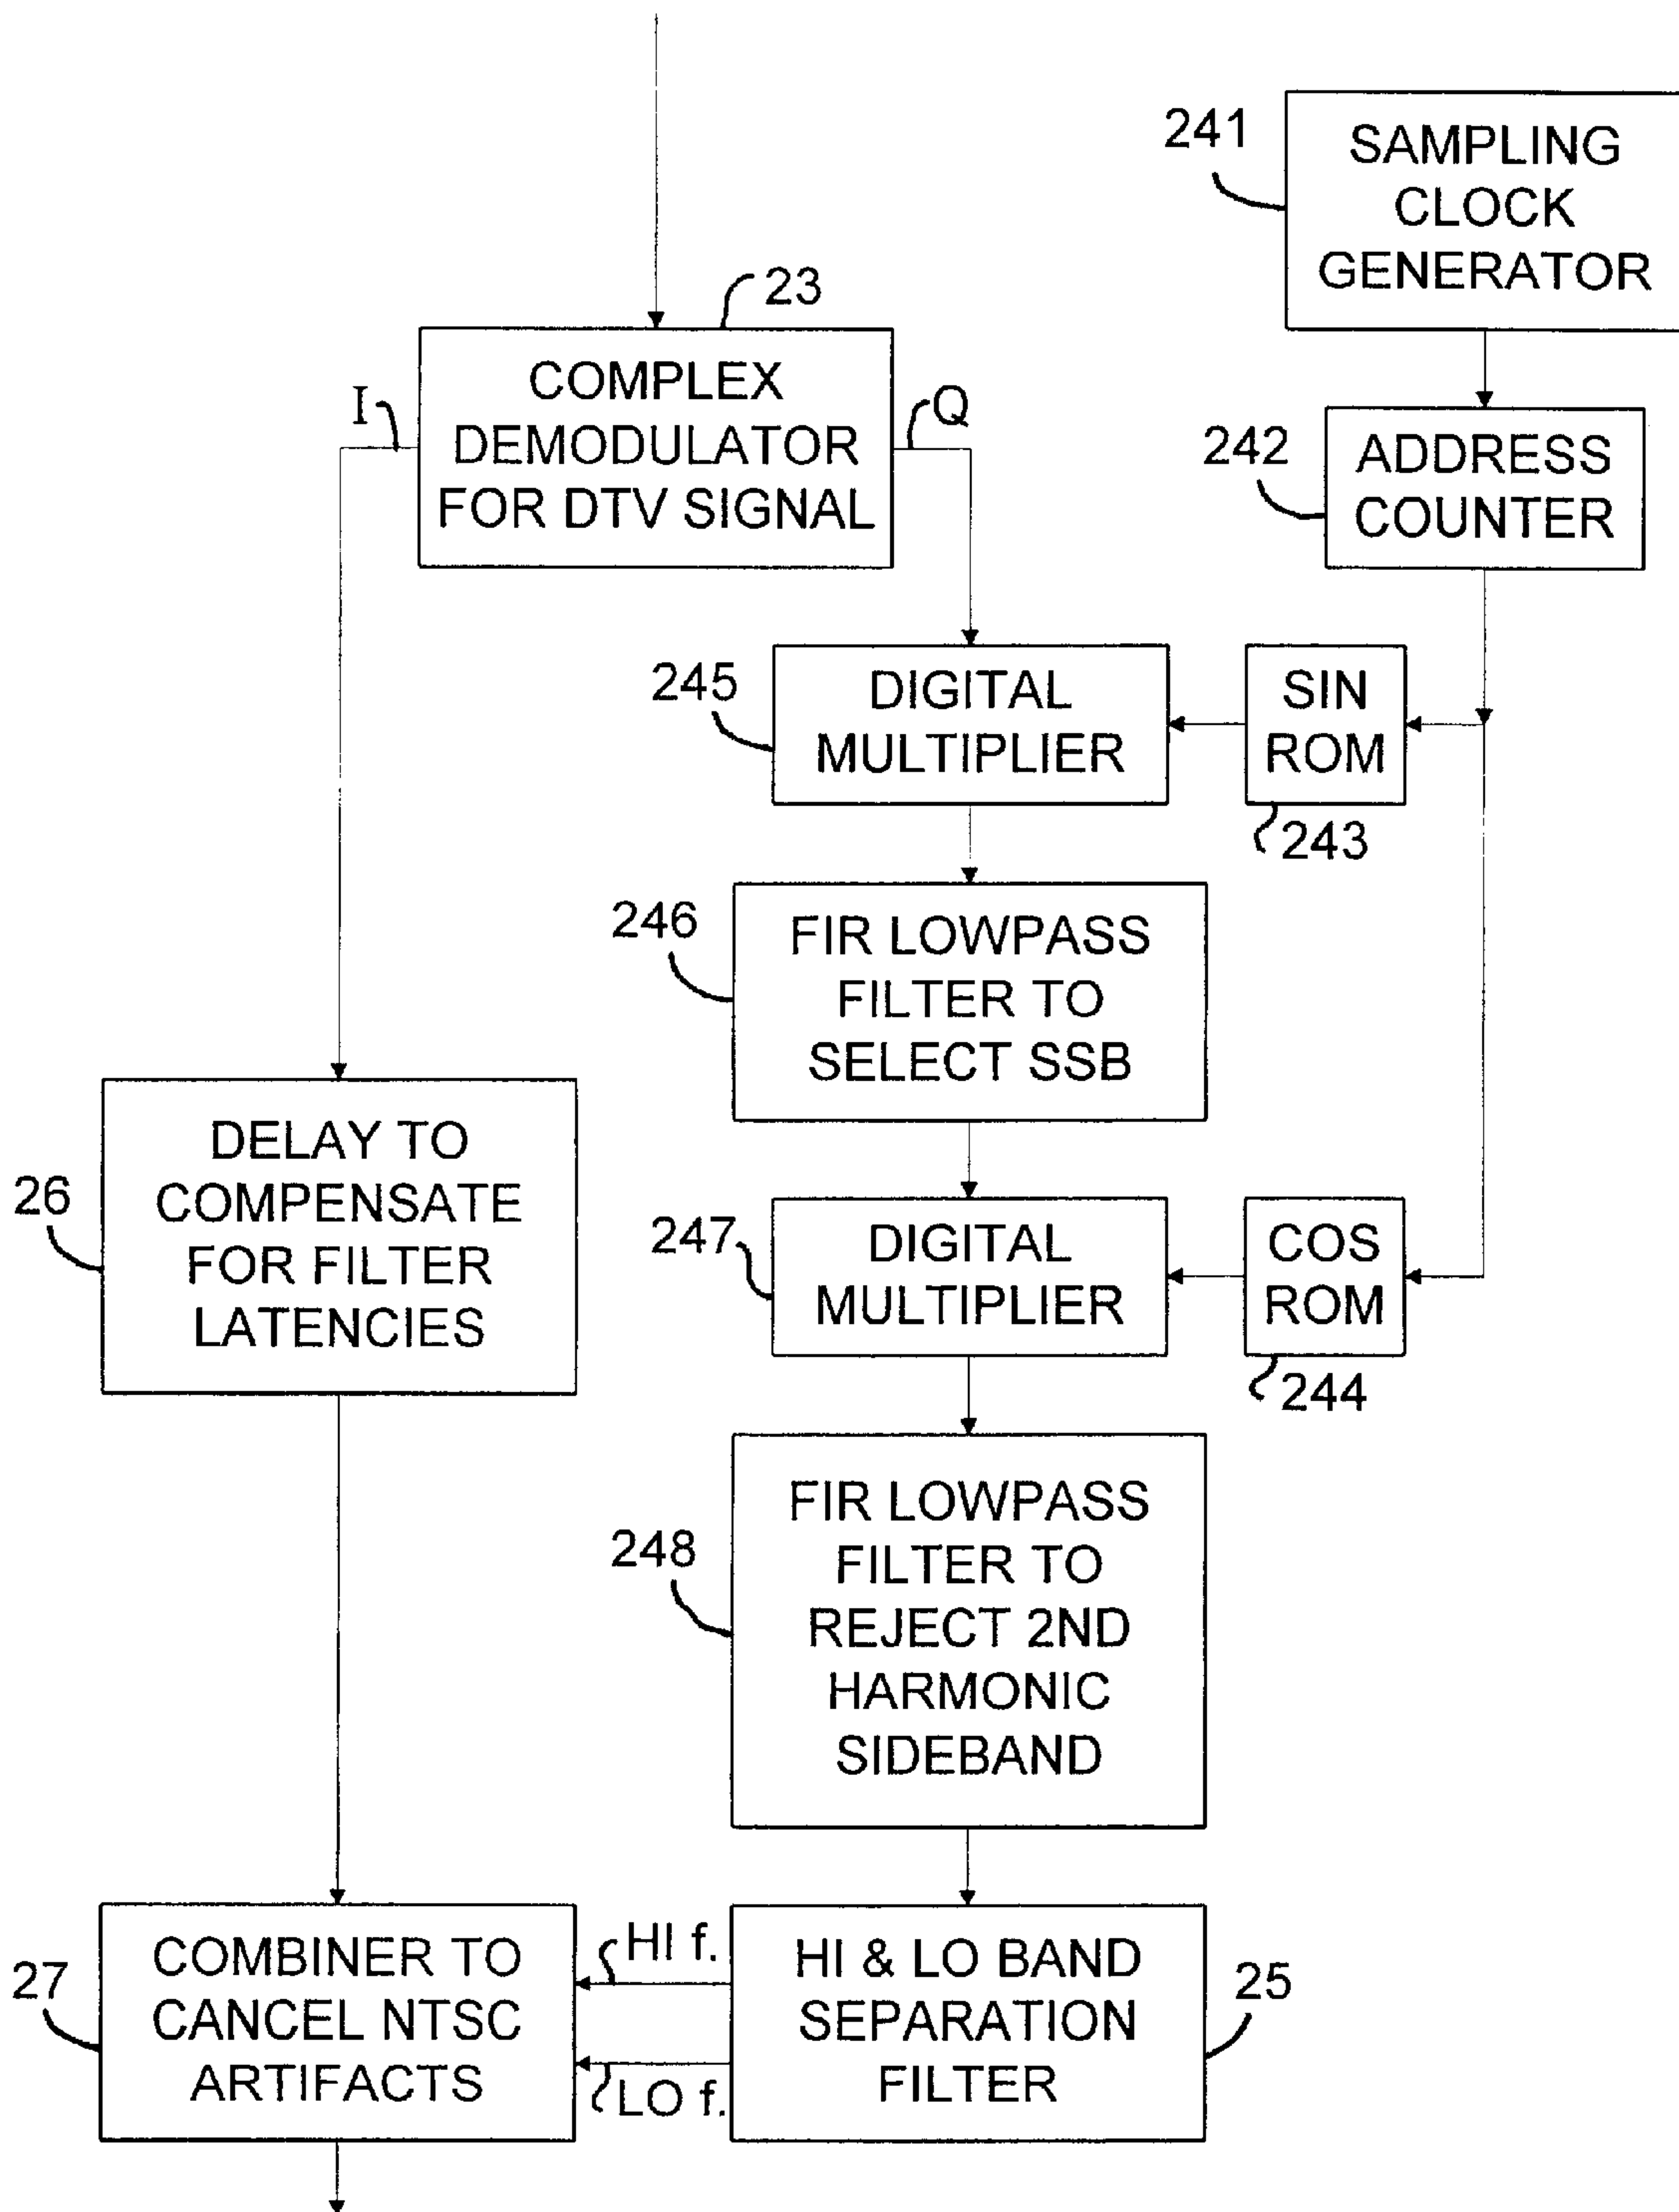 241
SAMPLING
CLOCK
GENERATOR
23
COMPLEX
DEMODULATOR
FOR DTV SIGNAL
I
Q
242
ADDRESS
COUNTER
245
DIGITAL
MULTIPLIER
SIN
ROM
243
246
FIR LOWPASS
FILTER TO
SELECT SSB
26
DELAY TO
COMPENSATE
FOR FILTER
LATENCIES
247
DIGITAL
MULTIPLIER
COS
ROM
244
248
FIR LOWPASS
FILTER TO
REJECT 2ND
HARMONIC
SIDEBAND
27
COMBINER TO
CANCEL NTSC
ARTIFACTS
HI f.
LO f.
HI & LO BAND
SEPARATION
FILTER
25